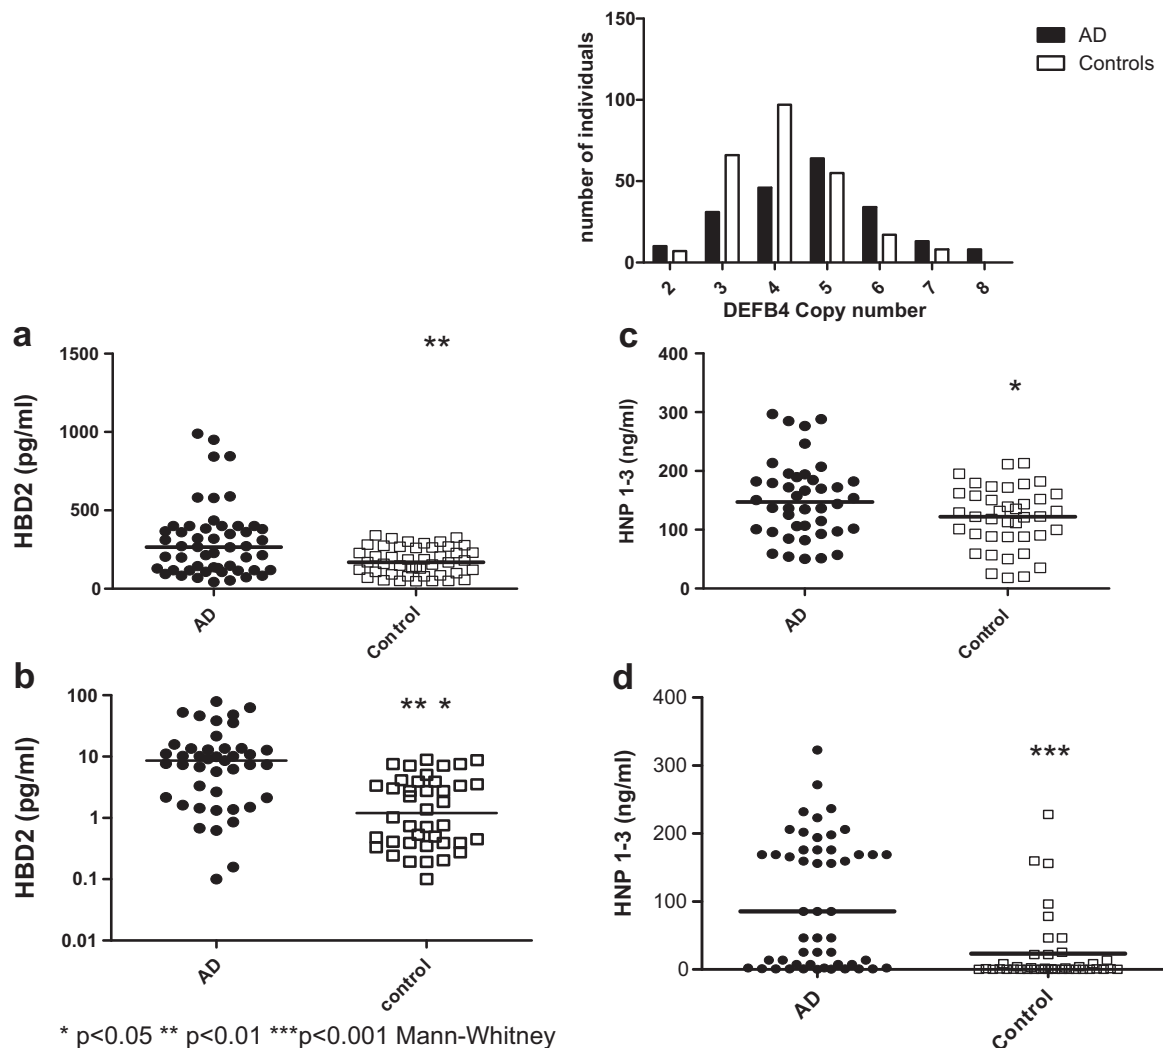 150
100
50
0
number of individuals
2 3 4 5 6 7 8
DEFB4 Copy number
AD
Controls
a
**
1500
1000
500
0
HBD2 (pg/ml)
AD Control
c
*
400
300
200
100
0
HNP 1-3 (ng/ml)
AD Control
b
** *
100
10
1
0.1
0.01
HBD2 (pg/ml)
AD control
d
***
400
300
200
100
0
HNP 1-3 (ng/ml)
AD Control
* p<0.05 ** p<0.01 ***p<0.001 Mann-Whitney